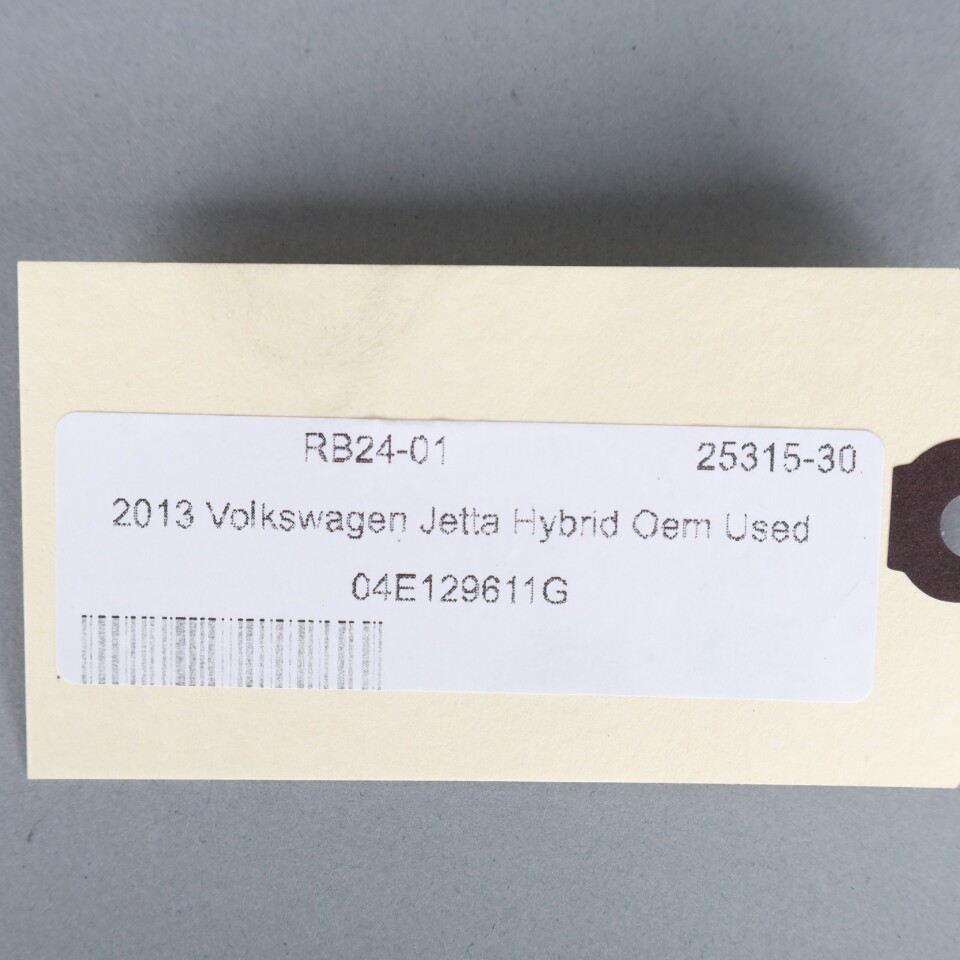 RB24-01 25315-30
2013 Volkswagen Jetta Hybrid Oem Used
04E129611G